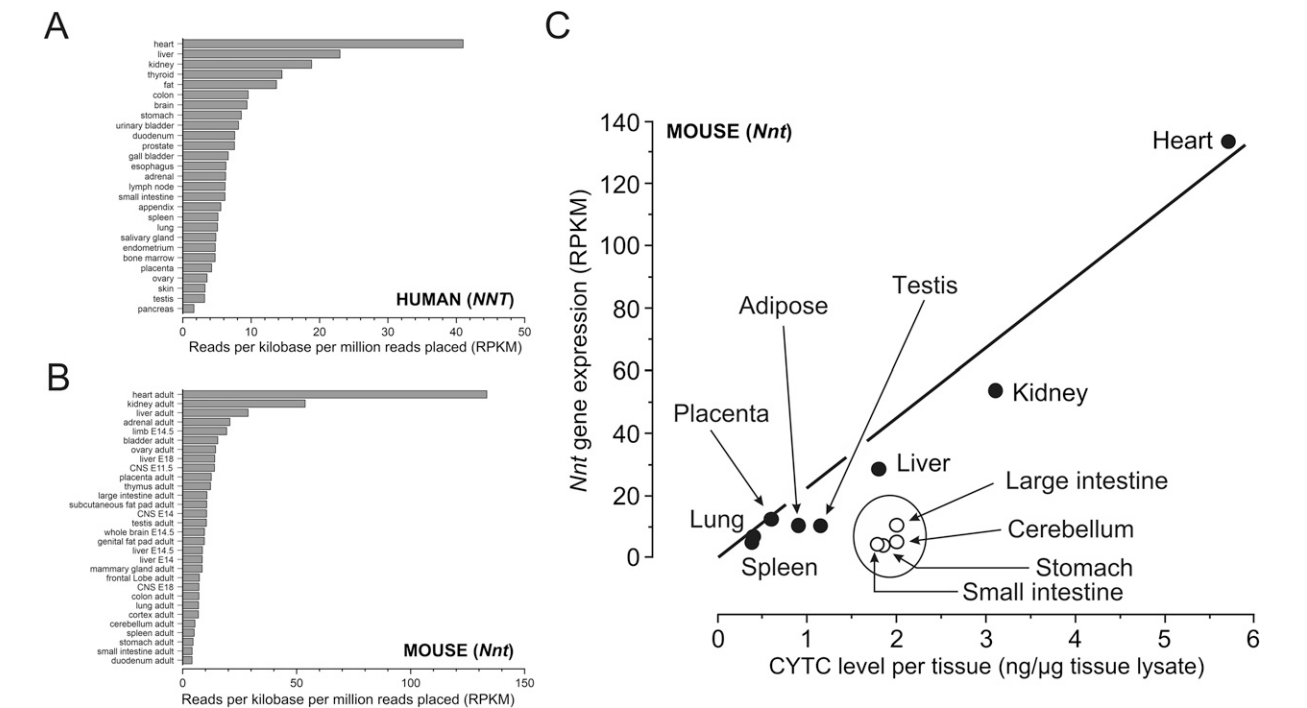 A
heart
liver
kidney
thyroid
fat
colon
brain
stomach
urinary bladder
duodenum
prostate
gall bladder
esophagus
adrenal
lymph node
small intestine
appendix
spleen
lung
salivary gland
endometrium
bone marrow
placenta
ovary
skin
testis
pancreas
HUMAN (NNT)
0 10 20 30 40 50
Reads per kilobase per million reads placed (RPKM)
B
heart adult
kidney adult
liver adult
adrenal adult
limb E14.5
bladder adult
ovary adult
liver E18
CNS E11.5
placenta adult
thymus adult
large intestine adult
subcutaneous fat pad adult
CNS E14
testis adult
whole brain E14.5
genital fat pad adult
liver E14.5
liver E14
mammary gland adult
frontal Lobe adult
CNS E18
colon adult
lung adult
cortex adult
cerebellum adult
spleen adult
stomach adult
small intestine adult
duodenum adult
MOUSE (Nnt)
0 50 100 150
Reads per kilobase per million reads placed (RPKM)
C
MOUSE (Nnt)
Nnt gene expression (RPKM)
140
120
100
80
60
40
20
0
Heart
Testis
Adipose
Kidney
Placenta
Liver
Large intestine
Lung
Cerebellum
Spleen
Stomach
Small intestine
0 1 2 3 4 5 6
CYTC level per tissue (ng/µg tissue lysate)